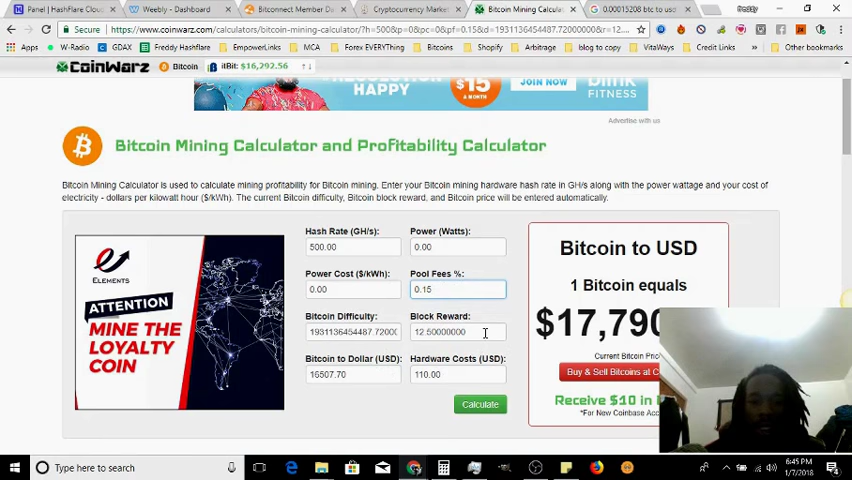 Panel | HashFlare Cloud
Weebly - Dashboard
Bitconnect Member Da
Cryptocurrency Market
Bitcoin Mining Calculat
0.00015208 btc to usd
Freddy
Secure
https://www.coinwarz.com/calculators/bitcoin-mining-calculator/?h=500&p=0&pc=0&pf=0.15&d=1931136454487.72000000&r=12...
Apps
W-Radio
GDAX
Freddy Hashflare
EmpowerLinks
Forex EVERYthing
Bitcoins
Shopify
Arbitrage
blog to copy
VitaWays
Credit Links
»
CoinWarz
Bitcoin
itBit: $16,292.56
HAPPY
$15
A MONTH
JOIN NOW
FITNESS
Advertise with us
Bitcoin Mining Calculator and Profitability Calculator
Bitcoin Mining Calculator is used to calculate mining profitability for Bitcoin mining. Enter your Bitcoin mining hardware hash rate in GH/s along with the power wattage and your cost of
electricity - dollars per kilowatt hour ($/kWh). The current Bitcoin difficulty, Bitcoin block reward, and Bitcoin price will be entered automatically.
ELEMENTS
ATTENTION
MINE THE
LOYALTY
COIN
Hash Rate (GH/s):
Power (Watts):
500.00
0.00
Power Cost ($/kWh):
Pool Fees %:
0.00
0.15
Bitcoin Difficulty:
Block Reward:
1931136454487.7200(
12.50000000
Bitcoin to Dollar (USD):
Hardware Costs (USD):
16507.70
110.00
Calculate
Bitcoin to USD
1 Bitcoin equals
$17,790
Current Bitcoin Pric
Buy & Sell Bitcoins at C
Receive $10 in
*For New Coinbase Acc
Type here to search
6:45 PM
1/7/2018